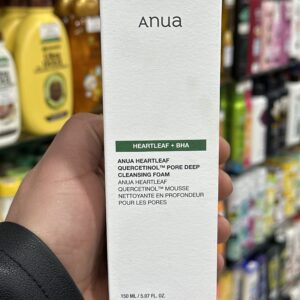 Anua
HEARTLEAF + BHA
ANUA HEARTLEAF
QUERCETINOL™ PORE DEEP
CLEANSING FOAM
ANUA HEARTLEAF
QUERCETINOL™ MOUSSE
NETTOYANTE EN PROFONDEUR
POUR LES PORES
150 ML / 5.07 FL. OZ.